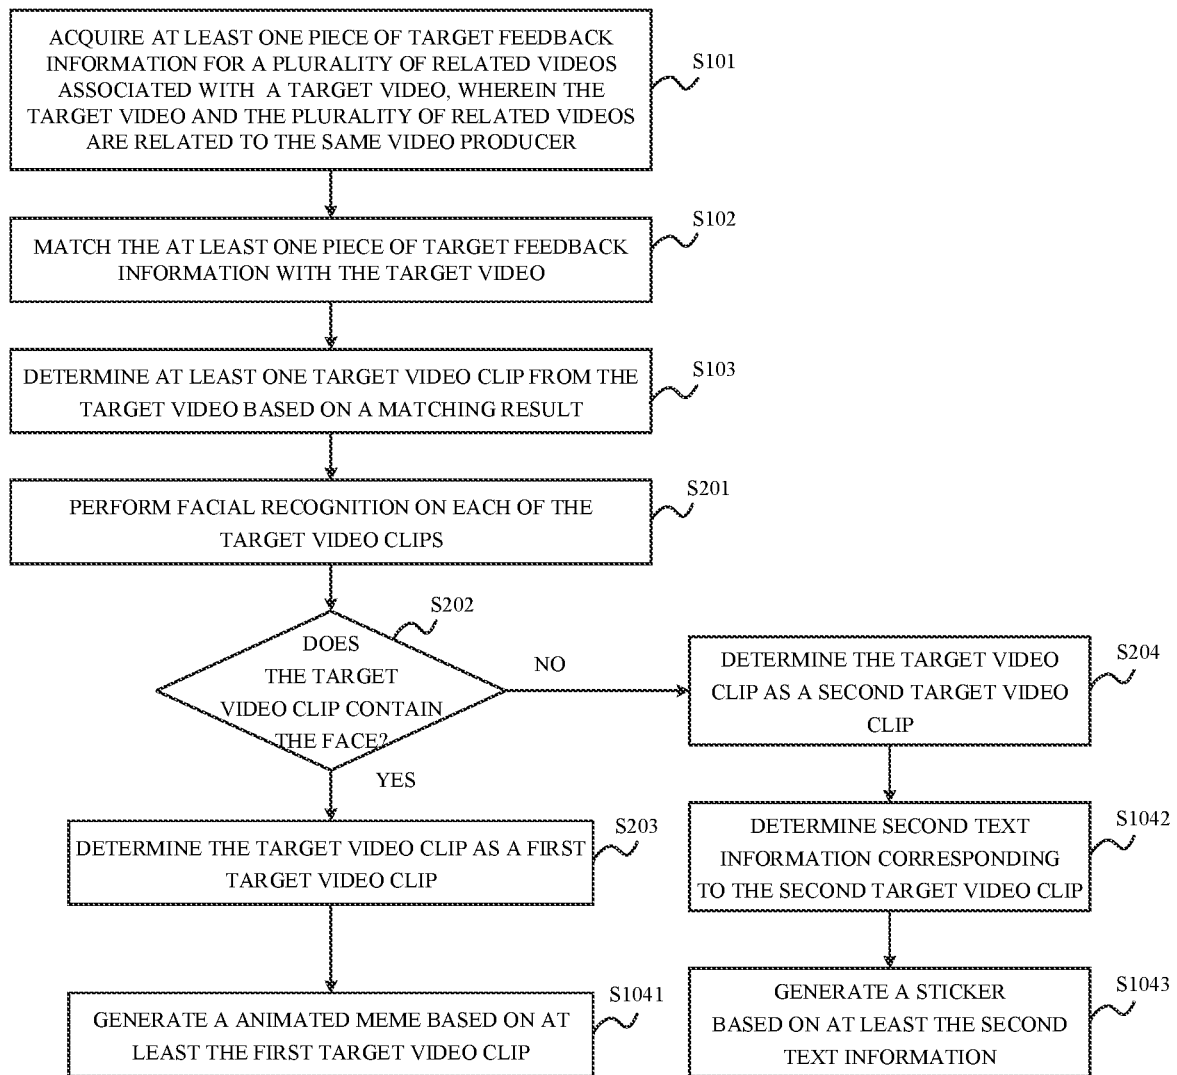 ACQUIRE AT LEAST ONE PIECE OF TARGET FEEDBACK
INFORMATION FOR A PLURALITY OF RELATED VIDEOS
ASSOCIATED WITH A TARGET VIDEO, WHEREIN THE
TARGET VIDEO AND THE PLURALITY OF RELATED VIDEOS
ARE RELATED TO THE SAME VIDEO PRODUCER
S101
MATCH THE AT LEAST ONE PIECE OF TARGET FEEDBACK
INFORMATION WITH THE TARGET VIDEO
S102
DETERMINE AT LEAST ONE TARGET VIDEO CLIP FROM THE
TARGET VIDEO BASED ON A MATCHING RESULT
S103
PERFORM FACIAL RECOGNITION ON EACH OF THE
TARGET VIDEO CLIPS
S201
DOES
THE TARGET
VIDEO CLIP CONTAIN
THE FACE?
S202
NO
YES
DETERMINE THE TARGET VIDEO
CLIP AS A SECOND TARGET VIDEO
CLIP
S204
DETERMINE THE TARGET VIDEO CLIP AS A FIRST
TARGET VIDEO CLIP
S203
DETERMINE SECOND TEXT
INFORMATION CORRESPONDING
TO THE SECOND TARGET VIDEO CLIP
S1042
GENERATE A ANIMATED MEME BASED ON AT
LEAST THE FIRST TARGET VIDEO CLIP
S1041
GENERATE A STICKER
BASED ON AT LEAST THE SECOND
TEXT INFORMATION
S1043